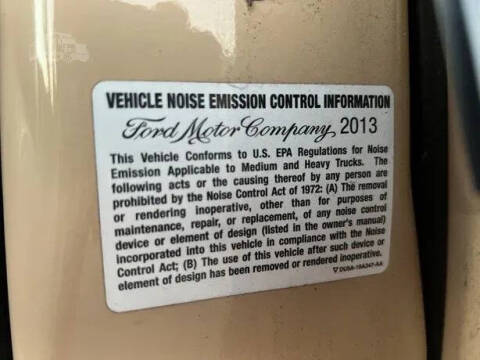 VEHICLE NOISE EMISSION CONTROL INFORMATION
Ford Motor Company 2013
This Vehicle Conforms to U.S. EPA Regulations for Noise
Emission Applicable to Medium and Heavy Trucks. The
following acts or the causing thereof by any person are
prohibited by the Noise Control Act of 1972: (A) The removal
or rendering inoperative, other than for purposes of
maintenance, repair, or replacement, of any noise control
device or element of design (listed in the owner's manual)
incorporated into this vehicle in compliance with the Noise
Control Act; (B) The use of this vehicle after such device or
element of design has been removed or rendered inoperative.